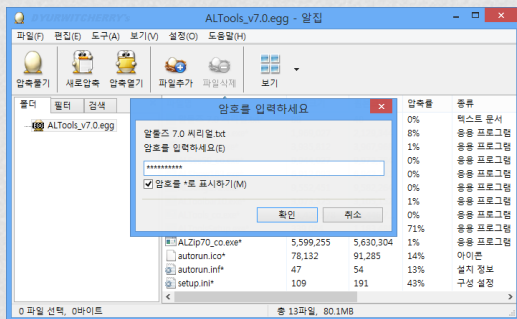 ALTools_v7.0.egg - 알집
파일(F) 편집(E) 도구(A) 보기(V) 설정(O) 도움말(H)
압축풀기 새로압축 압축열기 파일추가 파일삭제 보기
폴더 필터 검색
ALTools_v7.0.egg
압축률 종류
0% 텍스트 문서
8% 응용 프로그램
1% 응용 프로그램
0% 응용 프로그램
0% 응용 프로그램
0% 응용 프로그램
1% 응용 프로그램
0% 응용 프로그램
71% 응용 프로그램
암호를 입력하세요
알툴즈 7.0 씨리얼.txt
암호를 입력하세요(E)
**********
암호를 *로 표시하기(M)
확인 취소
ALZip70_co.exe* 5,599,255 5,630,304 1% 응용 프로그램
autorun.ico* 78,132 91,285 14% 아이콘
autorun.inf* 47 54 13% 설치 정보
setup.ini* 109 191 43% 구성 설정
0 파일 선택, 0바이트 총 13파일, 80.1MB